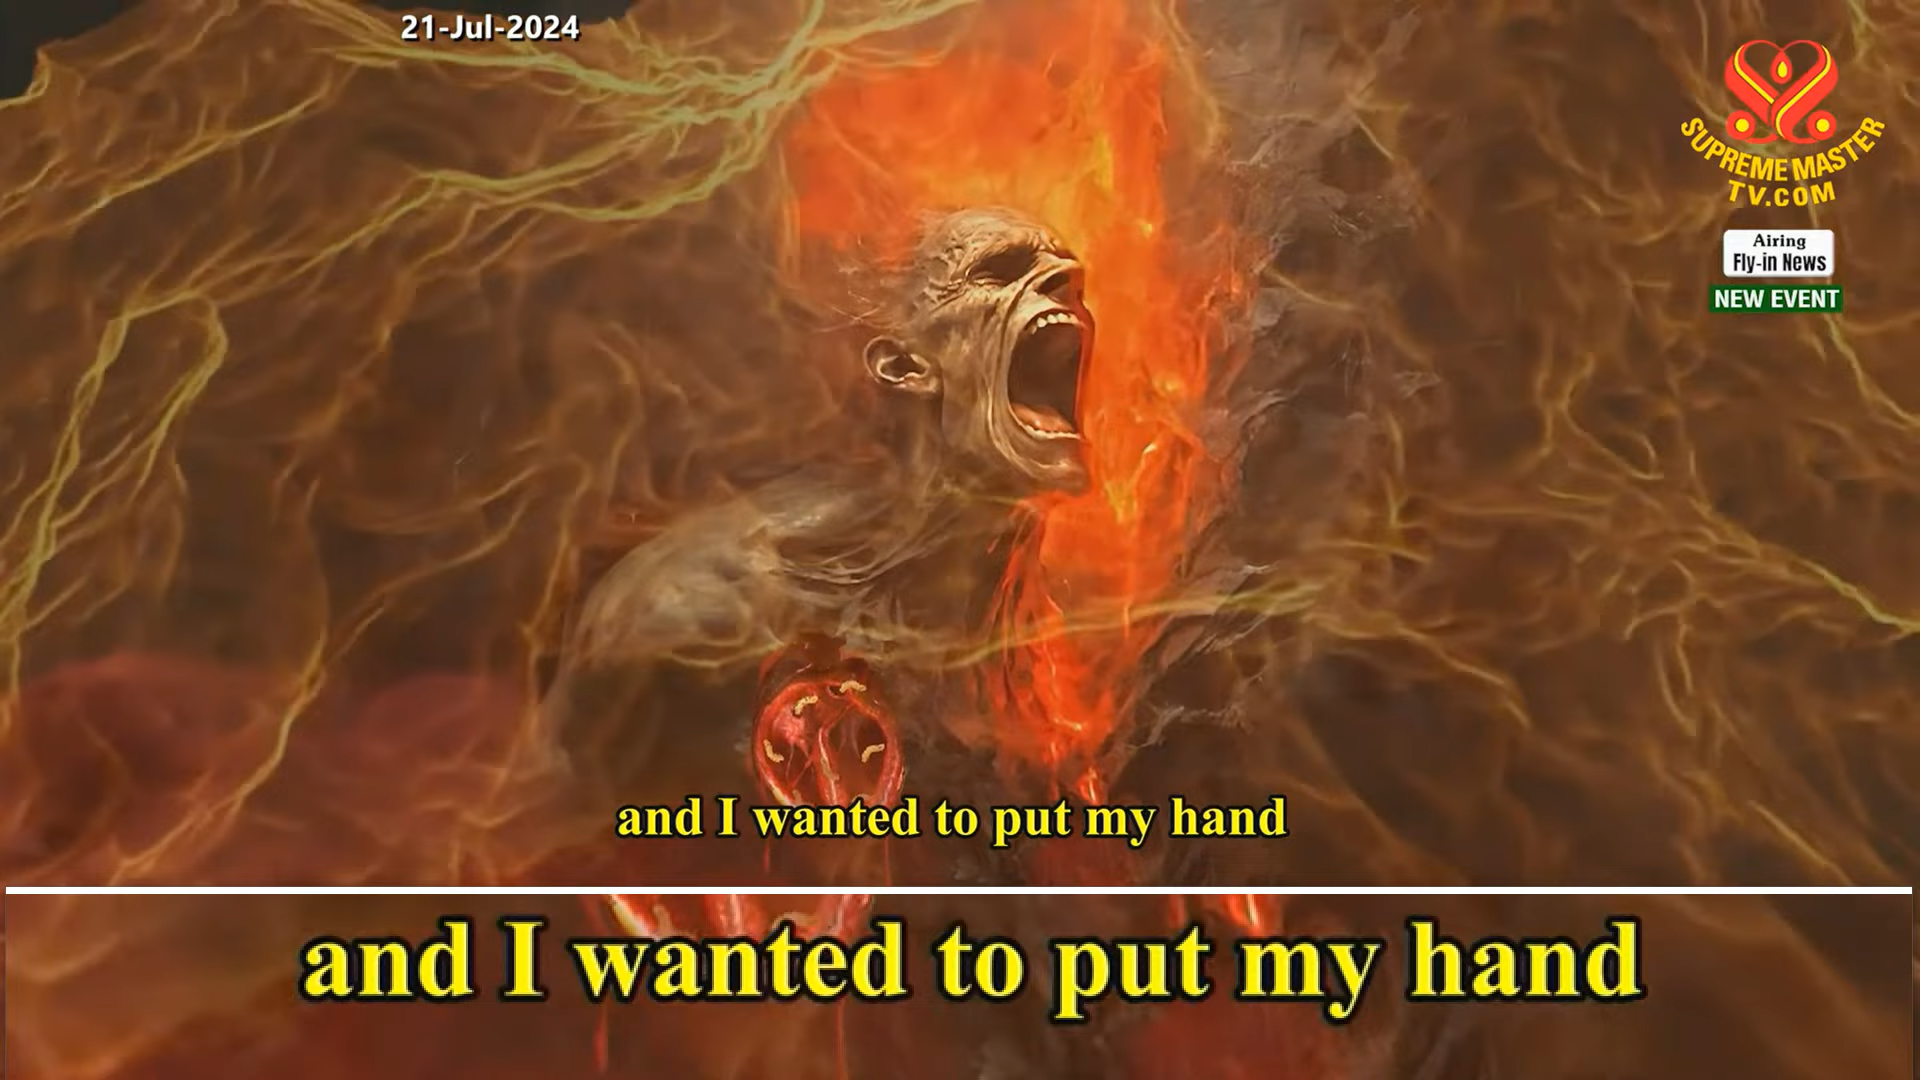 21-Jul-2024
SUPREME MASTER
TV.COM
Airing
Fly-in News
NEW EVENT
and I wanted to put my hand
and I wanted to put my hand